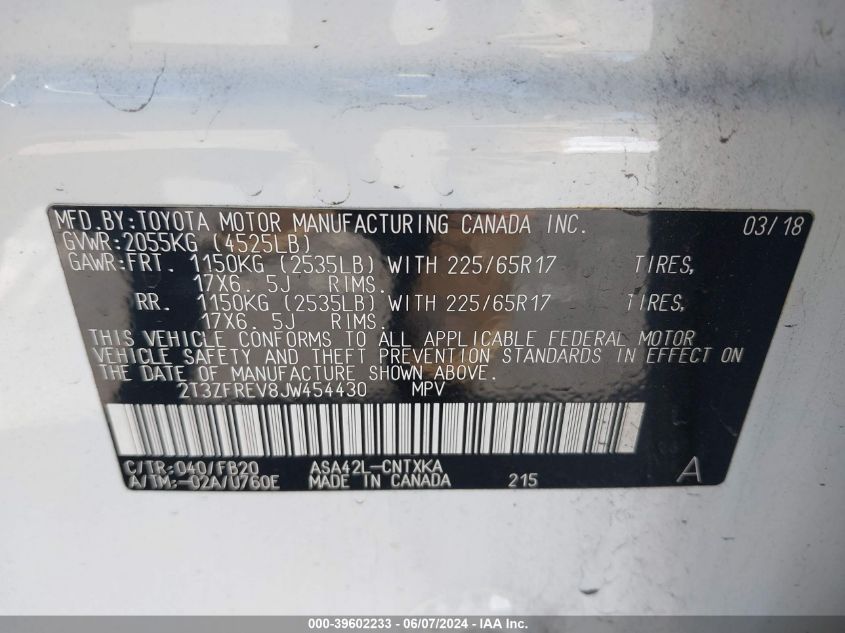 MFD. BY:TOYOTA MOTOR MANUFACTURING CANADA INC. 03/18
GVWR:2055KG (4525LB)
GAWR:FRT. 1150KG (2535LB) WITH 225/65R17 TIRES,
17X6. 5J RIMS.
RR. 1150KG (2535LB) WITH 225/65R17 TIRES,
17X6. 5J RIMS.
THIS VEHICLE CONFORMS TO ALL APPLICABLE FEDERAL MOTOR
VEHICLE SAFETY AND THEFT PREVENTION STANDARDS IN EFFECT ON
THE DATE OF MANUFACTURE SHOWN ABOVE.
2T3ZFREV8JW454430 MPV
C/TR:040/FB20 ASA42L-CNTXKA
A/TM:-02A/U760E MADE IN CANADA 215 A
000-39602233 - 06/07/2024 - IAAI.com